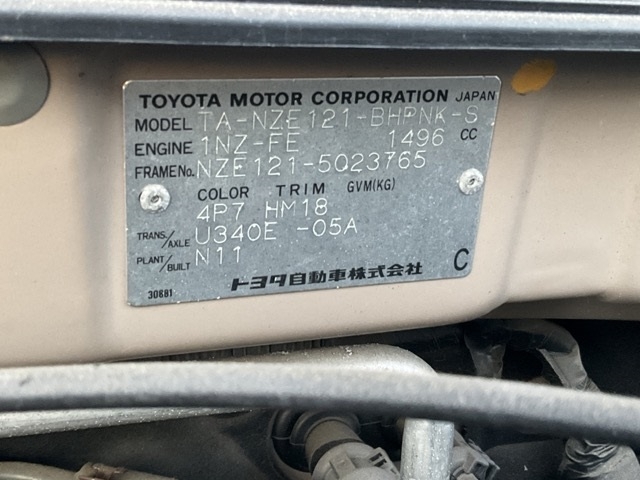 TOYOTA MOTOR CORPORATION JAPAN
MODEL TA-NZE121-BHPNK-S
ENGINE 1NZ-FE 1496 CC
FRAME No. NZE121-5023765
COLOR TRIM GVM(KG)
4P7 HM18
TRANS./AXLE U340E -05A
PLANT/BUILT N11
トヨタ自動車株式会社 C
30881